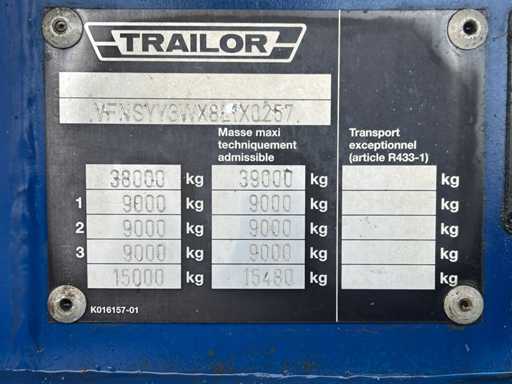 TRAILOR
Masse maxi
techniquement
admissible
Transport
exceptionnel
(article R433-1)
38000 kg 39000 kg kg
1 9000 kg 9000 kg kg
2 9000 kg 9000 kg kg
3 9000 kg 9000 kg kg
15000 kg 15480 kg kg
K016157-01